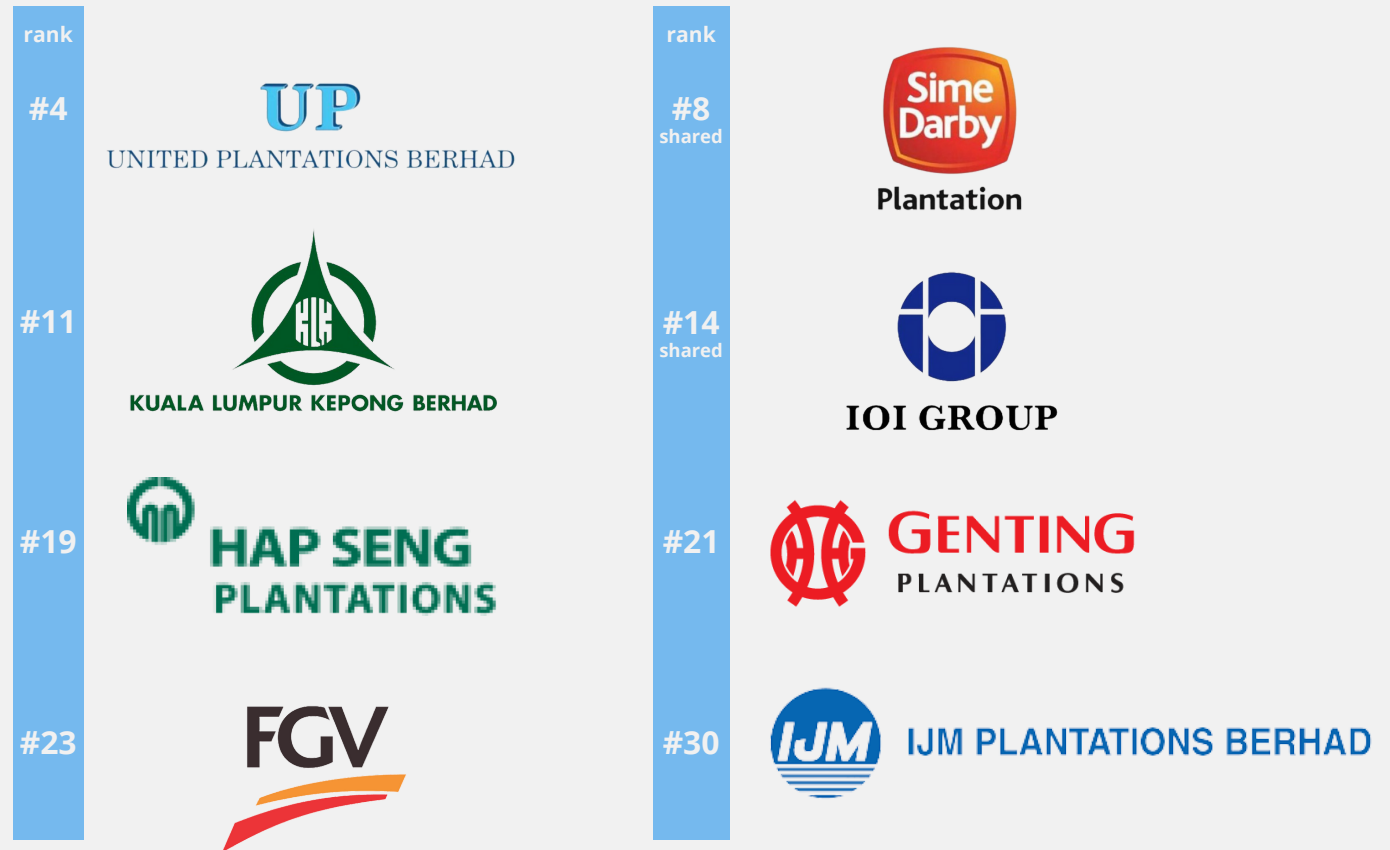 rank
#4
UP
UNITED PLANTATIONS BERHAD
#11
KLK
KUALA LUMPUR KEPONG BERHAD
#19
HAP SENG
PLANTATIONS
#23
FGV
rank
#8
shared
Sime
Darby
Plantation
#14
shared
IOI GROUP
#21
GENTING
PLANTATIONS
#30
IJM
IJM PLANTATIONS BERHAD